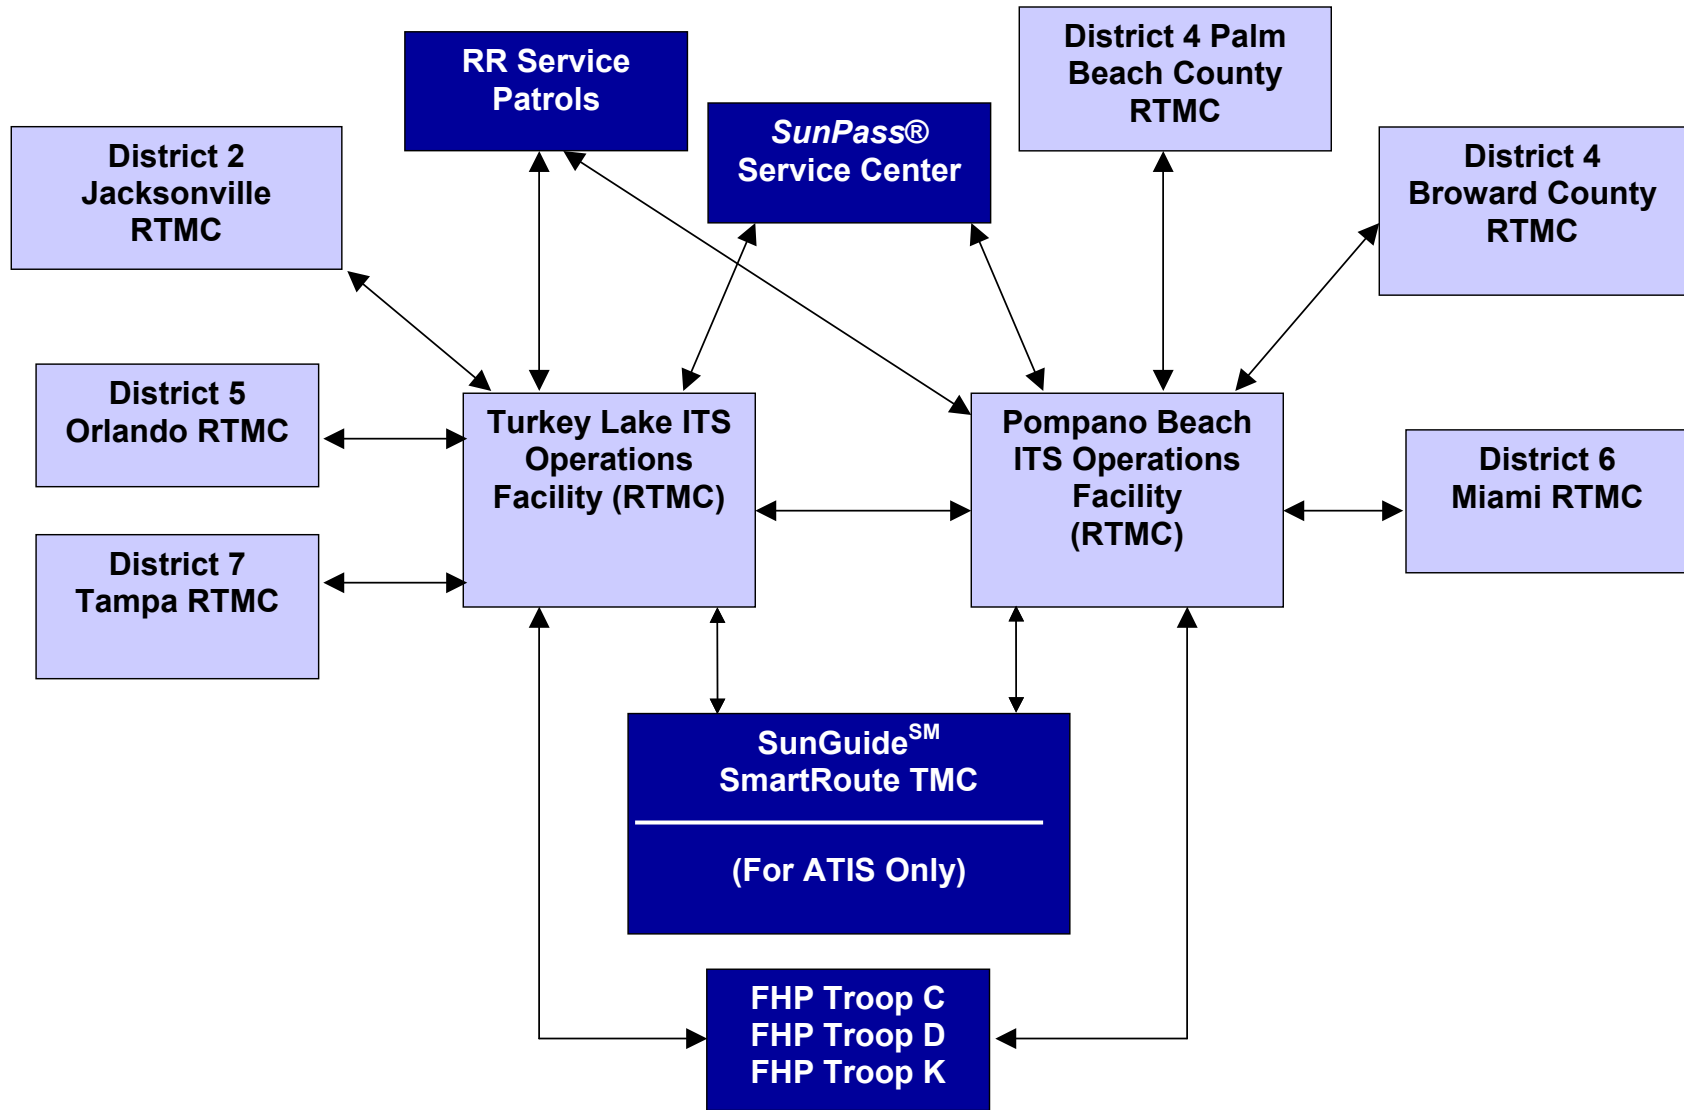 RR Service
Patrols
District 4 Palm
Beach County
RTMC
SunPass®
Service Center
District 2
Jacksonville
RTMC
District 4
Broward County
RTMC
District 5
Orlando RTMC
Turkey Lake ITS
Operations
Facility (RTMC)
Pompano Beach
ITS Operations
Facility
(RTMC)
District 6
Miami RTMC
District 7
Tampa RTMC
SunGuideSM
SmartRoute TMC
(For ATIS Only)
FHP Troop C
FHP Troop D
FHP Troop K